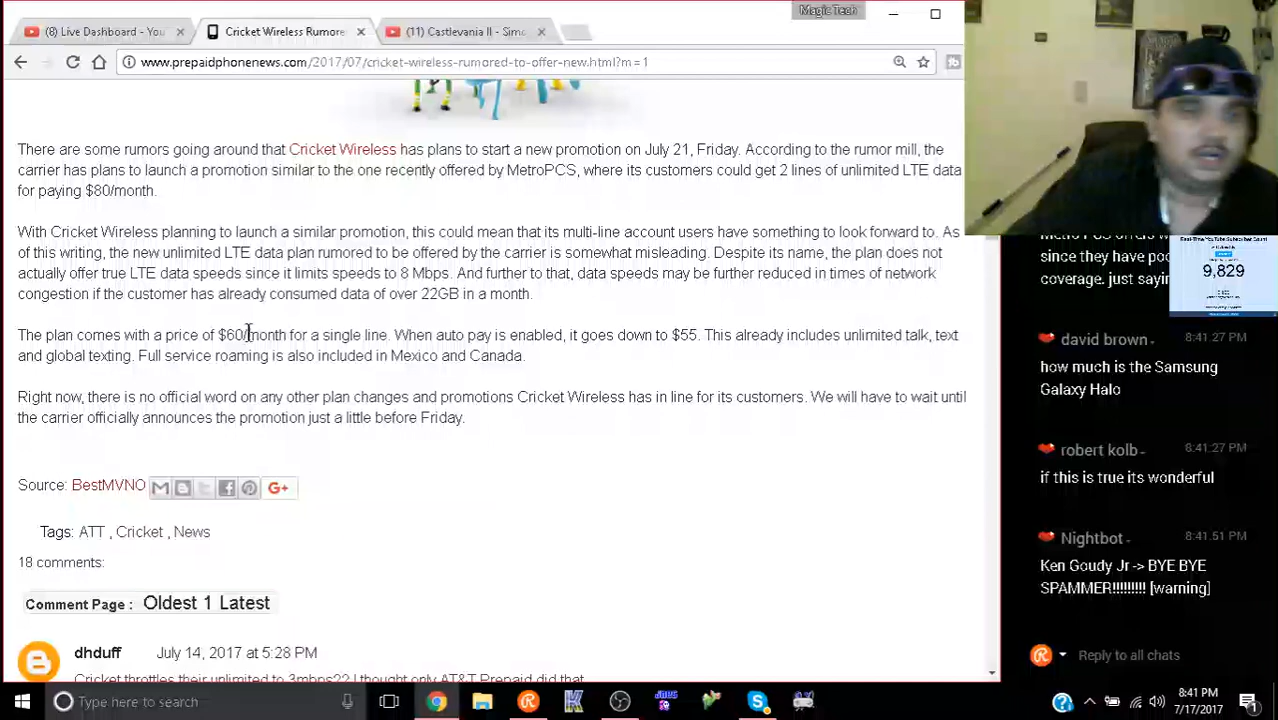 Magic Tech
(8) Live Dashboard - You
Cricket Wireless Rumore
(11) Castlevania II - Simo
www.prepaidphonenews.com/2017/07/cricket-wireless-rumored-to-offer-new.html?m=1
There are some rumors going around that Cricket Wireless has plans to start a new promotion on July 21, Friday. According to the rumor mill, the
carrier has plans to launch a promotion similar to the one recently offered by MetroPCS, where its customers could get 2 lines of unlimited LTE data
for paying $80/month.
With Cricket Wireless planning to launch a similar promotion, this could mean that its multi-line account users have something to look forward to. As
of this writing, the new unlimited LTE data plan rumored to be offered by the carrier is somewhat misleading. Despite its name, the plan does not
actually offer true LTE data speeds since it limits speeds to 8 Mbps. And further to that, data speeds may be further reduced in times of network
congestion if the customer has already consumed data of over 22GB in a month.
The plan comes with a price of $60/month for a single line. When auto pay is enabled, it goes down to $55. This already includes unlimited talk, text
and global texting. Full service roaming is also included in Mexico and Canada.
Right now, there is no official word on any other plan changes and promotions Cricket Wireless has in line for its customers. We will have to wait until
the carrier officially announces the promotion just a little before Friday.
Source: BestMVNO
Tags: ATT , Cricket , News
18 comments:
Comment Page : Oldest 1 Latest
dhduff July 14, 2017 at 5:28 PM
Cricket throttles their unlimited to 3mbps?? I thought only AT&T Prepaid did that
since they have poo
coverage. just saying
9,829
david brown- 8:41:27 PM
how much is the Samsung
Galaxy Halo
robert kolb- 8:41:27 PM
if this is true its wonderful
Nightbot- 8:41:51 PM
Ken Goudy Jr -> BYE BYE
SPAMMER!!!!!!!!! [warning]
Reply to all chats
Type here to search
8:41 PM
7/17/2017